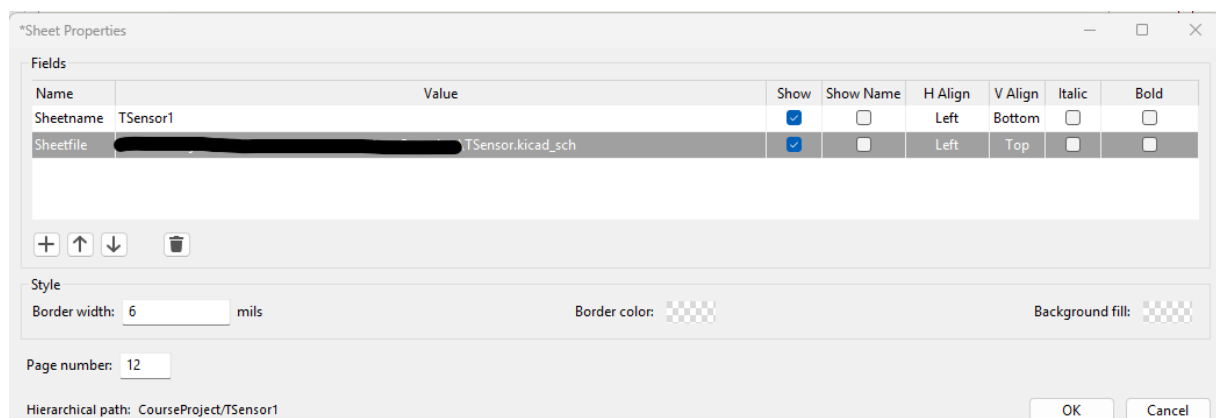 *Sheet Properties
Fields
Name Value Show Show Name H Align V Align Italic Bold
Sheetname TSensor1 Left Bottom
Sheetfile TSensor.kicad_sch Left Top
Style
Border width: 6 mils Border color: Background fill:
Page number: 12
Hierarchical path: CourseProject/TSensor1 OK Cancel